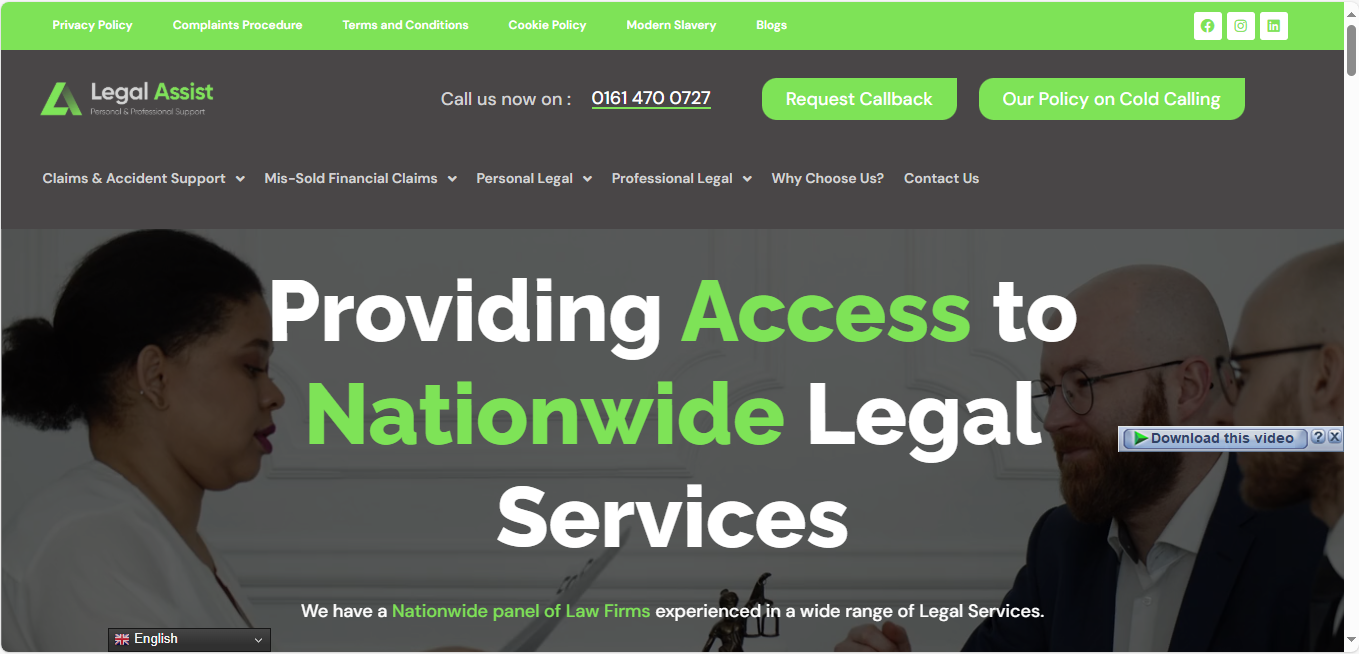 Privacy Policy Complaints Procedure Terms and Conditions Cookie Policy Modern Slavery Blogs
Legal Assist
Personal & Professional Support
Call us now on : 0161 470 0727 Request Callback Our Policy on Cold Calling
Claims & Accident Support Mis-Sold Financial Claims Personal Legal Professional Legal Why Choose Us? Contact Us
Providing Access to
Nationwide Legal
Services
Download this video ? X
We have a Nationwide panel of Law Firms experienced in a wide range of Legal Services.
English